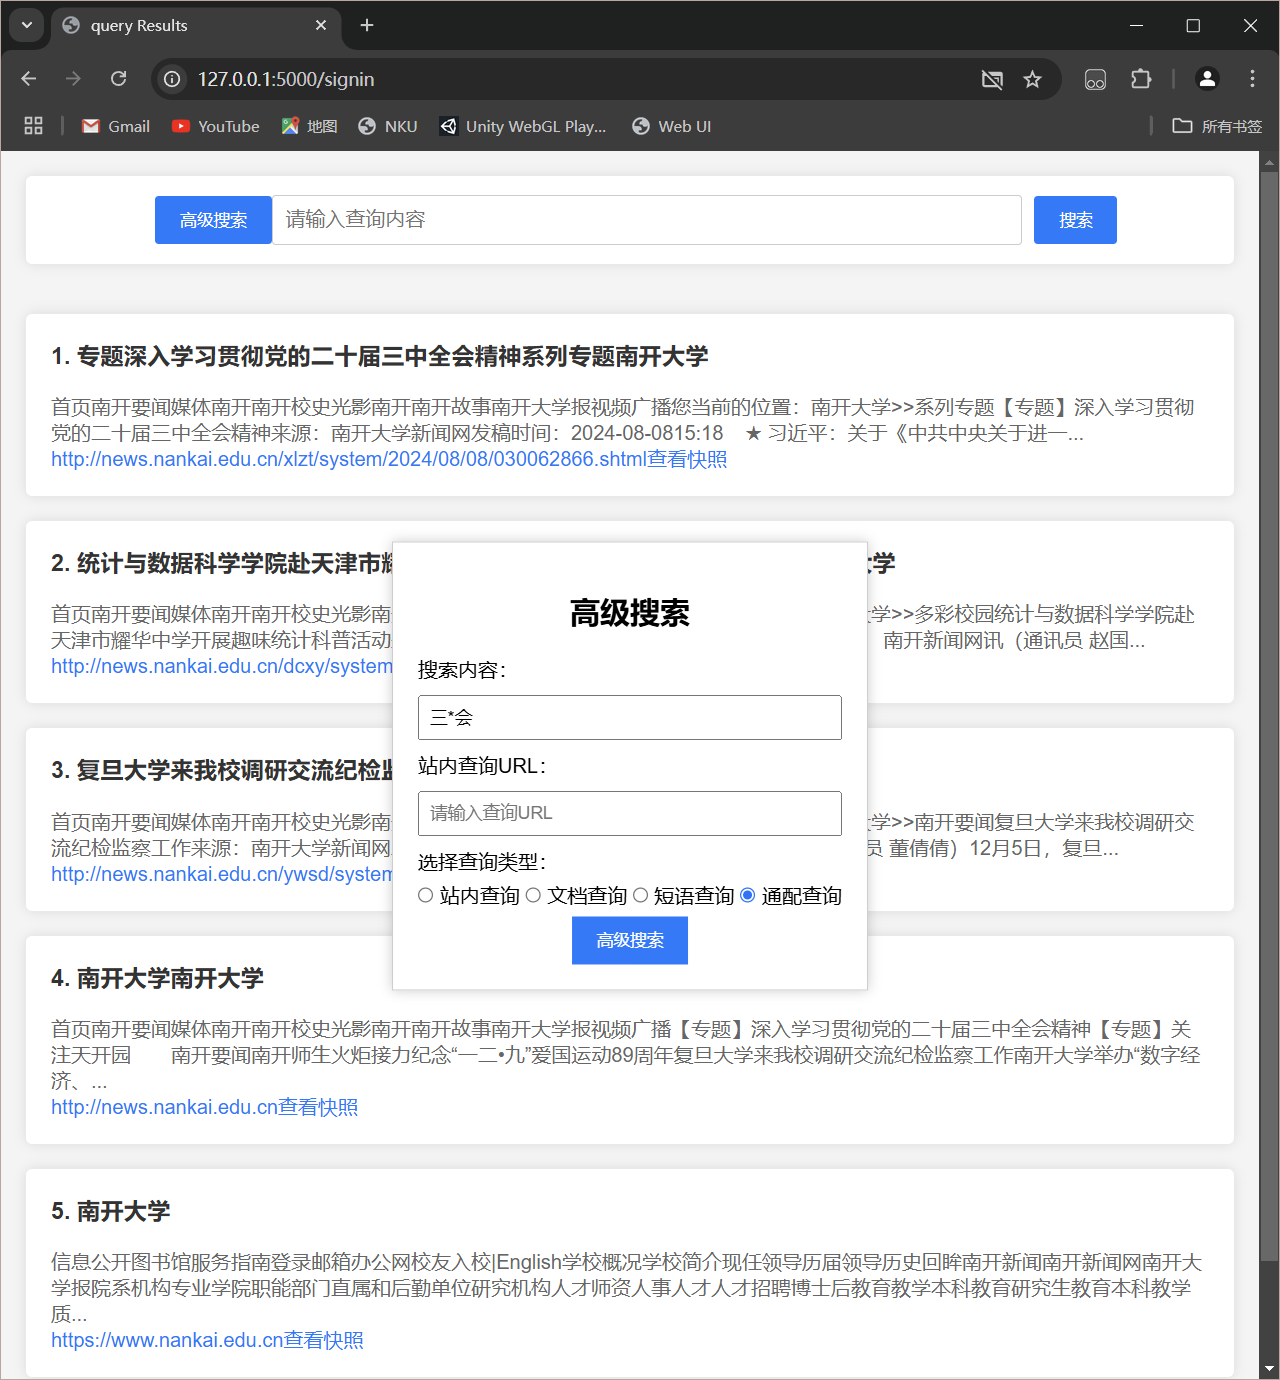 query Results
127.0.0.1:5000/signin
Gmail
YouTube
地图
NKU
Unity WebGL Play...
Web UI
所有书签
高级搜索
请输入查询内容
搜索
1. 专题深入学习贯彻党的二十届三中全会精神系列专题南开大学
首页南开要闻媒体南开南开校史光影南开南开故事南开大学报视频广播您当前的位置：南开大学>>系列专题【专题】深入学习贯彻
党的二十届三中全会精神来源：南开大学新闻网发稿时间：2024-08-0815:18 ★ 习近平：关于《中共中央关于进一...
http://news.nankai.edu.cn/xlzt/system/2024/08/08/030062866.shtml查看快照
2. 统计与数据科学学院赴天津市 学
首页南开要闻媒体南开南开校史光影南 学>>多彩校园统计与数据科学学院赴
天津市耀华中学开展趣味统计科普活动 南开新闻网讯（通讯员 赵国...
http://news.nankai.edu.cn/dcxy/system
3. 复旦大学来我校调研交流纪检
首页南开要闻媒体南开南开校史光影南 学>>南开要闻复旦大学来我校调研交
流纪检监察工作来源：南开大学新闻网 员 董倩倩）12月5日，复旦...
http://news.nankai.edu.cn/ywsd/system
高级搜索
搜索内容：
三*会
站内查询URL：
请输入查询URL
选择查询类型：
站内查询 文档查询 短语查询 通配查询
高级搜索
4. 南开大学南开大学
首页南开要闻媒体南开南开校史光影南开南开故事南开大学报视频广播【专题】深入学习贯彻党的二十届三中全会精神【专题】关
注天开园 南开要闻南开师生火炬接力纪念“一二•九”爱国运动89周年复旦大学来我校调研交流纪检监察工作南开大学举办“数字经
济、...
http://news.nankai.edu.cn查看快照
5. 南开大学
信息公开图书馆服务指南登录邮箱办公网校友入校|English学校概况学校简介现任领导历届领导历史回眸南开新闻南开新闻网南开大
学报院系机构专业学院职能部门直属和后勤单位研究机构人才师资人事人才人才招聘博士后教育教学本科教育研究生教育本科教学
质...
https://www.nankai.edu.cn查看快照